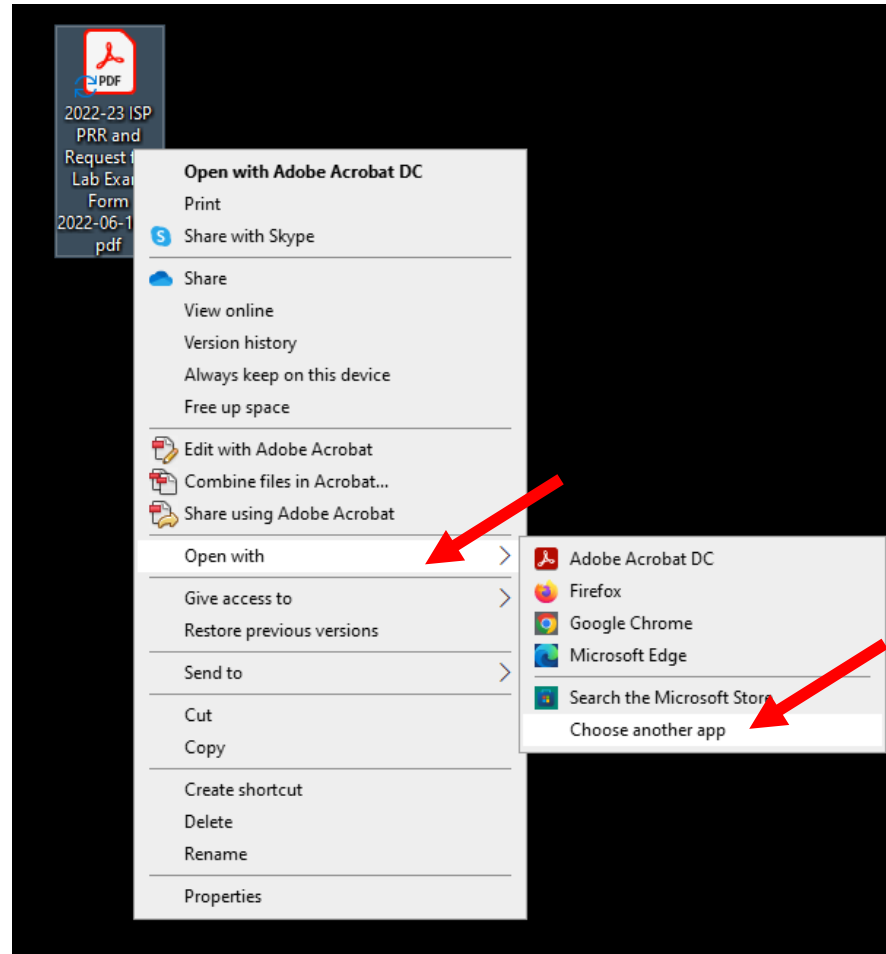 PDF
2022-23 ISP
PRR and
Request
Lab
Form
2022-06-1
pdf
Open with Adobe Acrobat DC
Print
S
Share with Skype
Share
View online
Version history
Always keep on this device
Free up space
Edit with Adobe Acrobat
Combine files in Acrobat...
Share using Adobe Acrobat
Open with
Give access to
Restore previous versions
Send to
Cut
Copy
Create shortcut
Delete
Rename
Properties
Adobe Acrobat DC
Firefox
Google Chrome
Microsoft Edge
Search the Microsoft Store
Choose another app